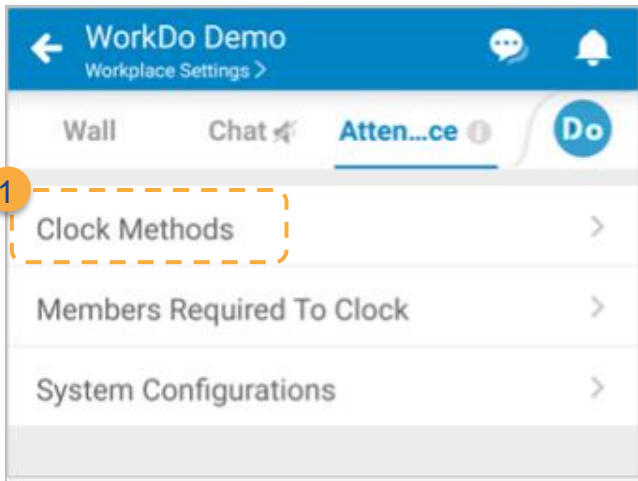 WorkDo Demo
Workplace Settings >
Wall Chat Atten...ce Do
1
Clock Methods
Members Required To Clock
System Configurations